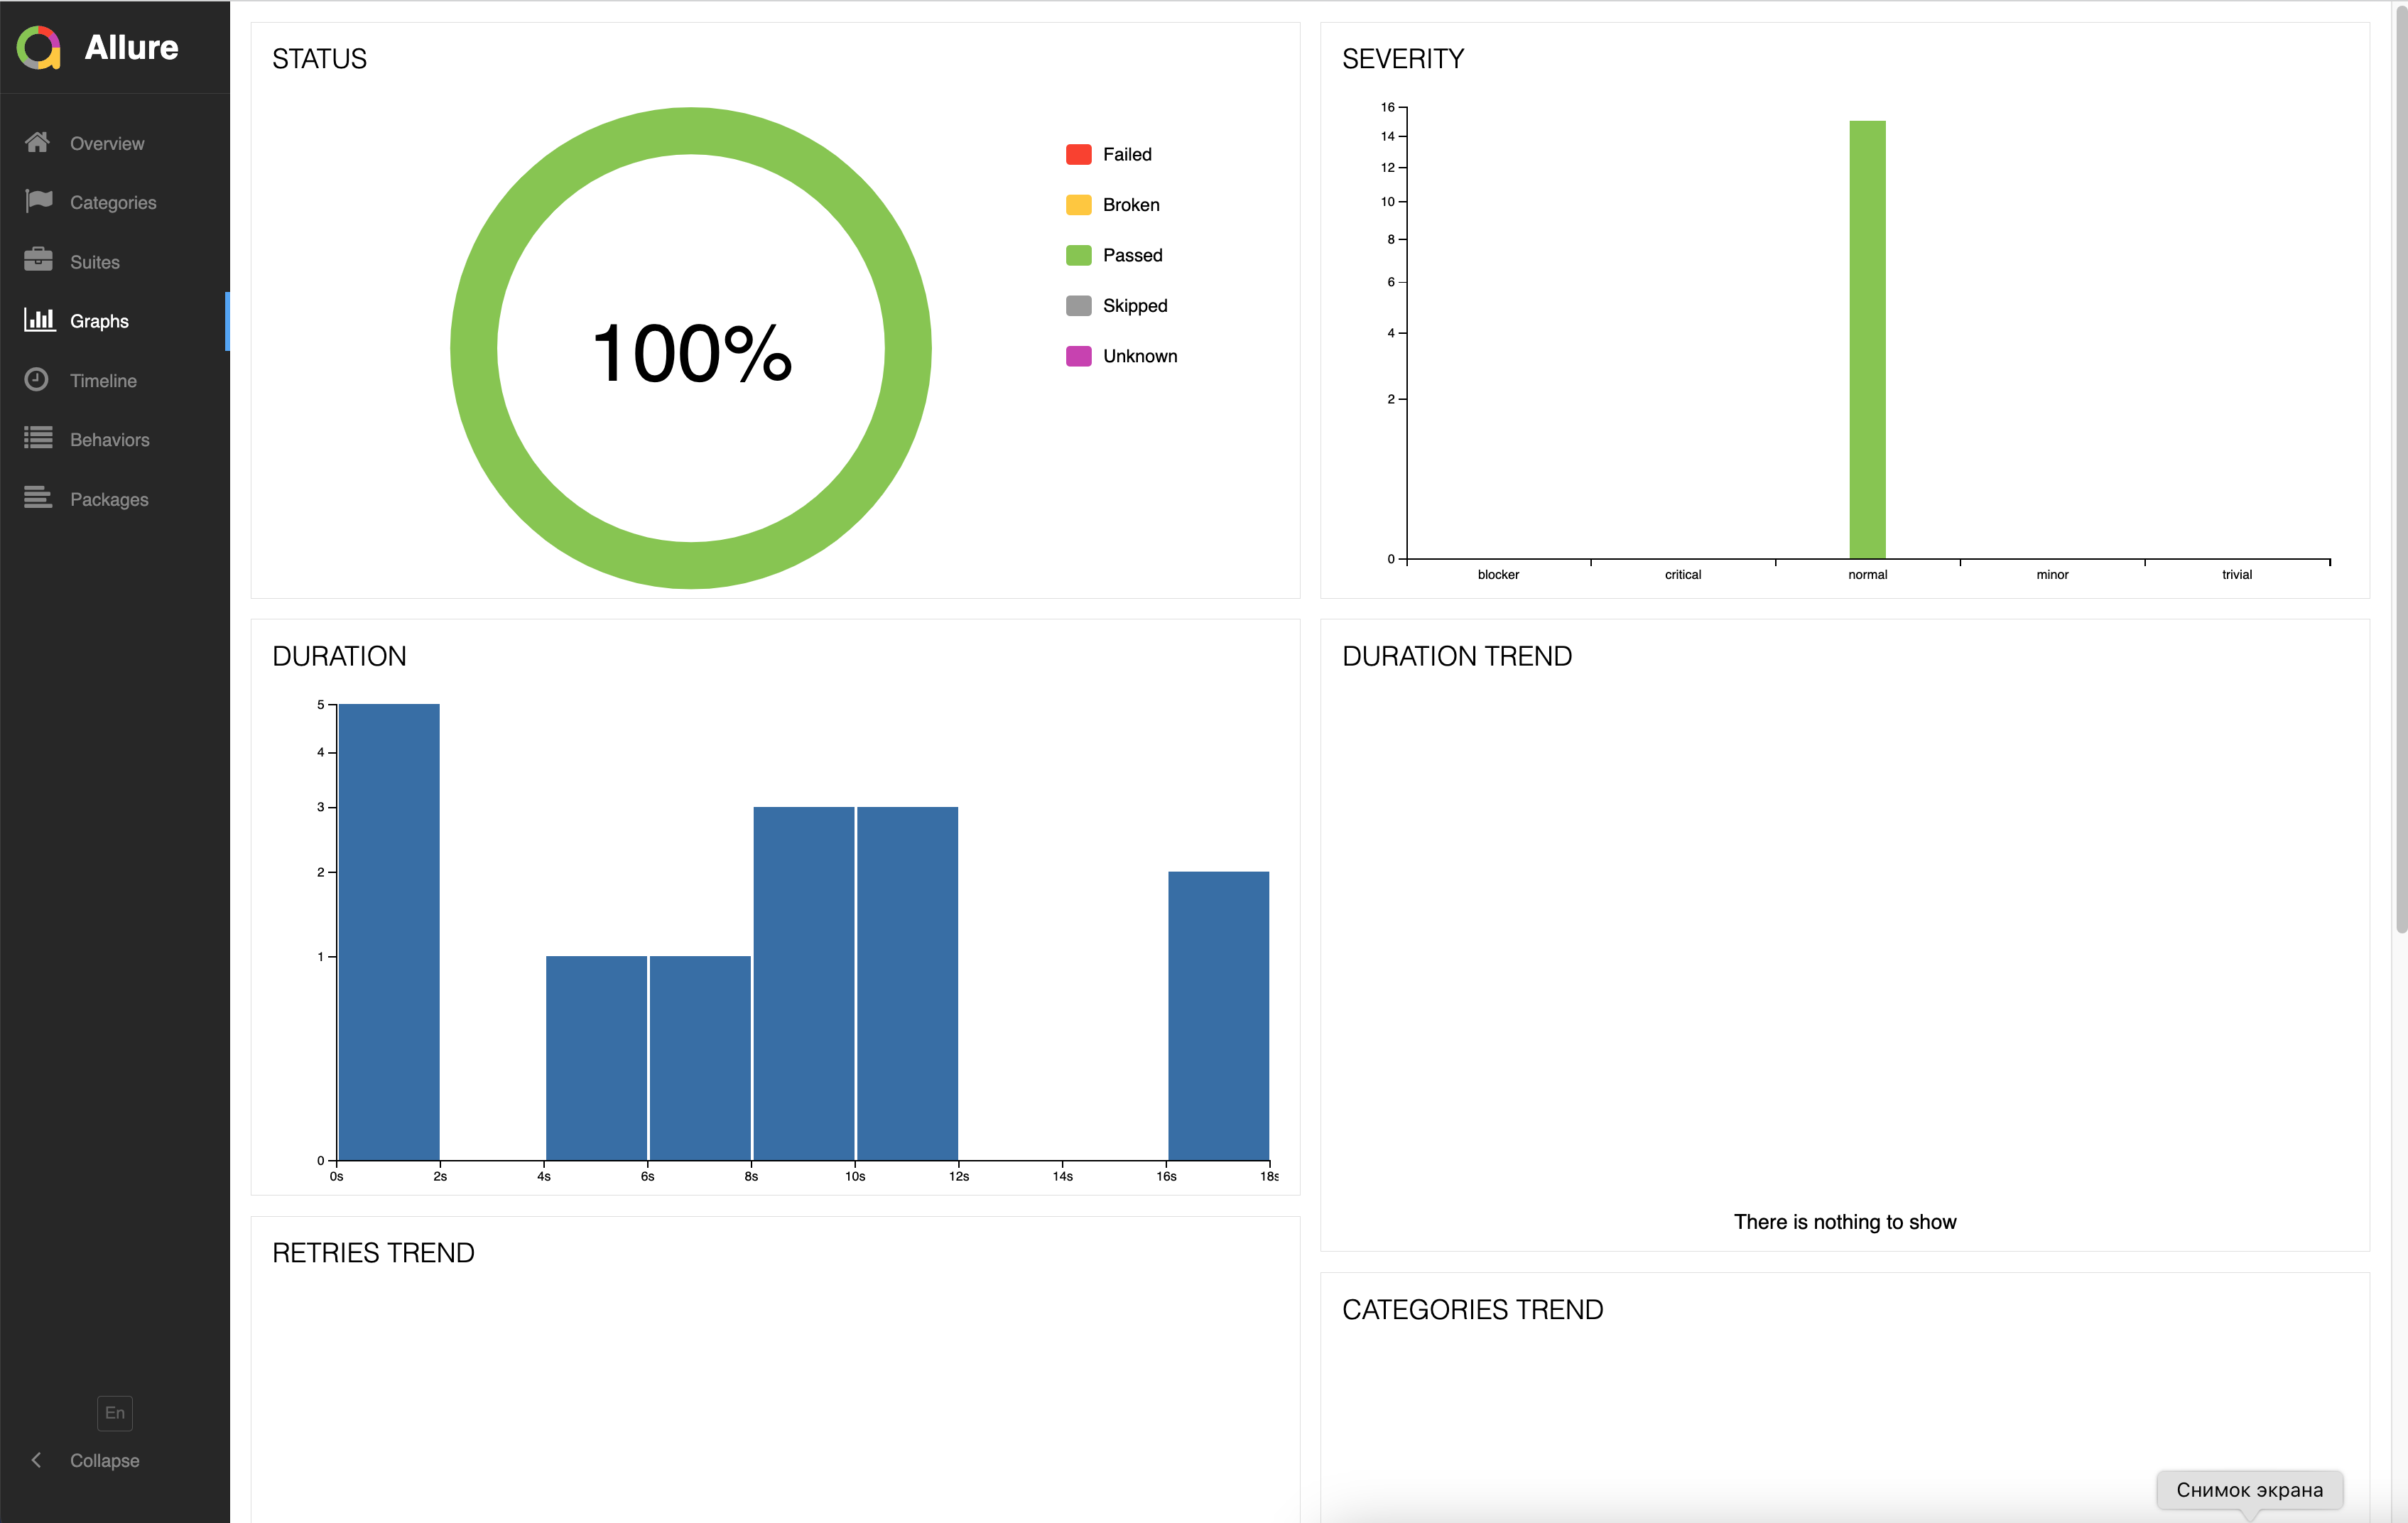 Allure
Overview
Categories
Suites
Graphs
Timeline
Behaviors
Packages
En
Collapse
STATUS
100%
Failed
Broken
Passed
Skipped
Unknown
SEVERITY
16
14
12
10
8
6
4
2
0
blocker critical normal minor trivial
DURATION
5
4
3
2
1
0
0s 2s 4s 6s 8s 10s 12s 14s 16s 18s
DURATION TREND
There is nothing to show
RETRIES TREND
CATEGORIES TREND
Снимок экрана